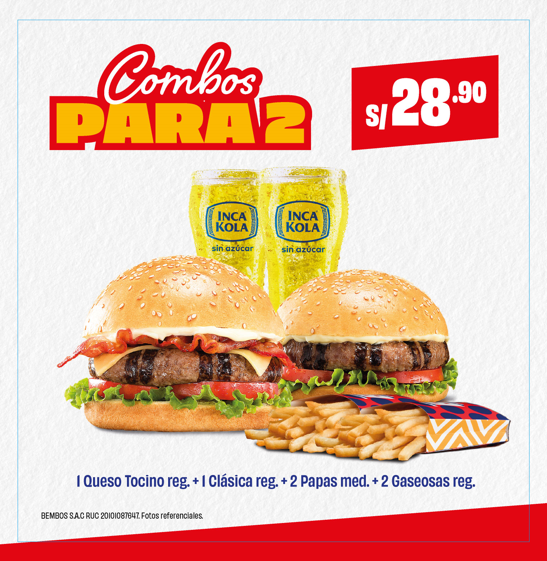 Combos
PARA 2
S/28.90
INCA KOLA sin azúcar
INCA KOLA sin azúcar
1 Queso Tocino reg. + 1 Clásica reg. + 2 Papas med. + 2 Gaseosas reg.
BEMBOS S.A.C RUC 20101087647. Fotos referenciales.